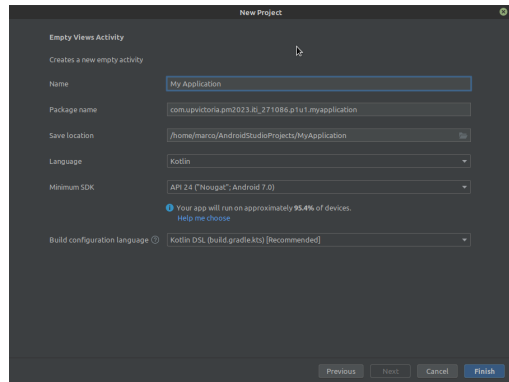 New Project
Empty Views Activity
Creates a new empty activity
Name My Application
Package name com.upvictoria.pm2023.iti_271086.p1u1.myapplication
Save location /home/marco/AndroidStudioProjects/MyApplication
Language Kotlin
Minimum SDK API 24 ("Nougat"; Android 7.0)
Your app will run on approximately 95.4% of devices.
Help me choose
Build configuration language Kotlin DSL (build.gradle.kts) [Recommended]
Previous Next Cancel Finish